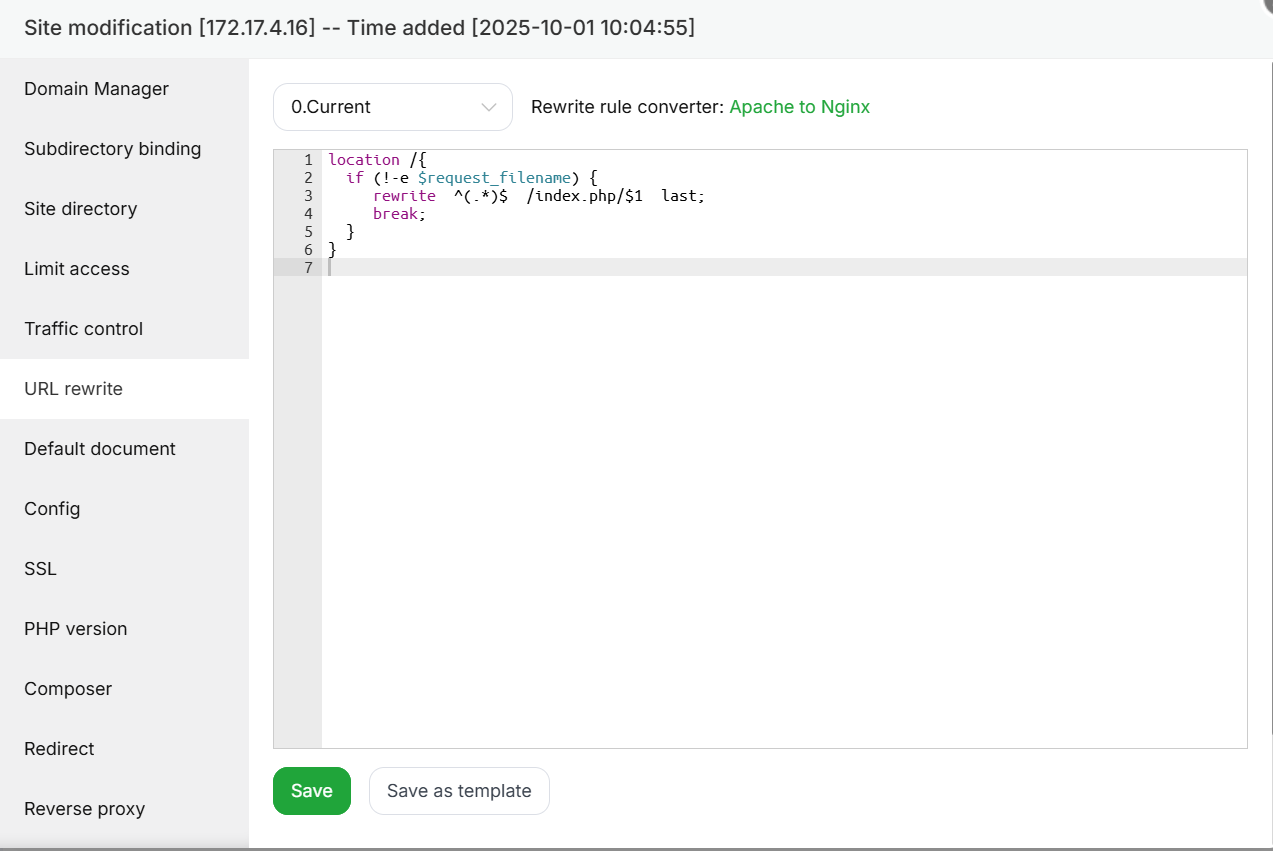 Site modification [172.17.4.16] -- Time added [2025-10-01 10:04:55]
Domain Manager
Subdirectory binding
Site directory
Limit access
Traffic control
URL rewrite
Default document
Config
SSL
PHP version
Composer
Redirect
Reverse proxy
0.Current
Rewrite rule converter: Apache to Nginx
1 location /{
2   if (!-e $request_filename) {
3      rewrite  ^(.*)$  /index.php/$1  last;
4      break;
5   }
6 }
7
Save
Save as template